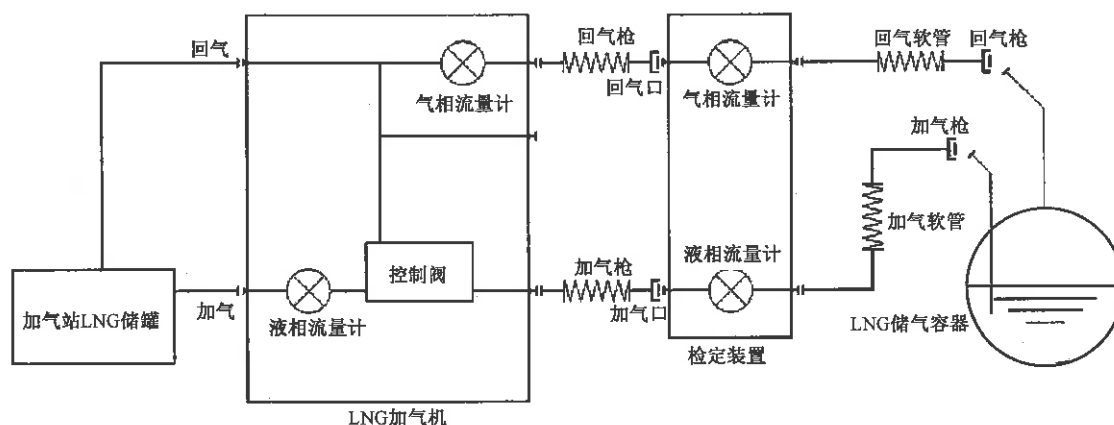 回气
回气枪
回气软管
回气枪
气相流量计
回气口
气相流量计
加气枪
加气软管
控制阀
加气枪
液相流量计
加气站LNG储罐
加气
液相流量计
加气口
LNG储气容器
检定装置
LNG加气机